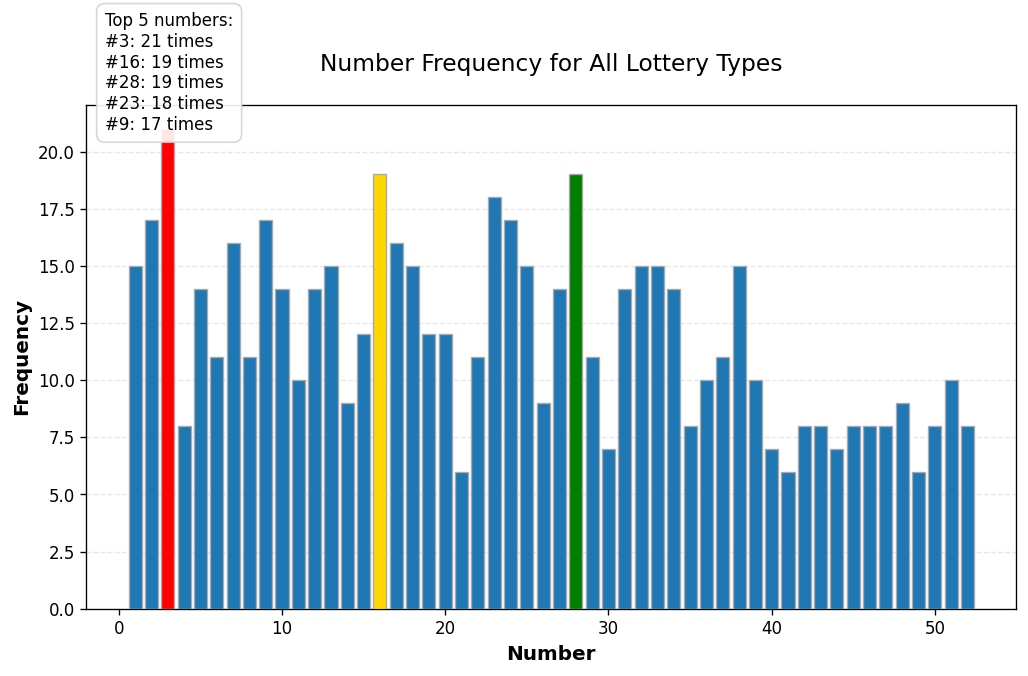 Top 5 numbers:
#3: 21 times
#16: 19 times
#28: 19 times
#23: 18 times
#9: 17 times
Number Frequency for All Lottery Types
Frequency
20.0
17.5
15.0
12.5
10.0
7.5
5.0
2.5
0.0
0 10 20 30 40 50
Number